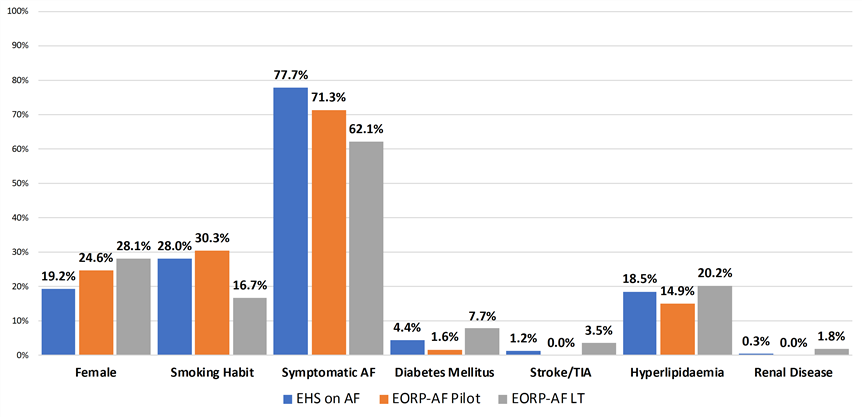 100%
90%
80%
70%
60%
50%
40%
30%
20%
10%
0%
19.2% 24.6% 28.1%
28.0% 30.3% 16.7%
77.7% 71.3% 62.1%
4.4% 1.6% 7.7%
1.2% 0.0% 3.5%
18.5% 14.9% 20.2%
0.3% 0.0% 1.8%
Female Smoking Habit Symptomatic AF Diabetes Mellitus Stroke/TIA Hyperlipidaemia Renal Disease
EHS on AF EORP-AF Pilot EORP-AF LT